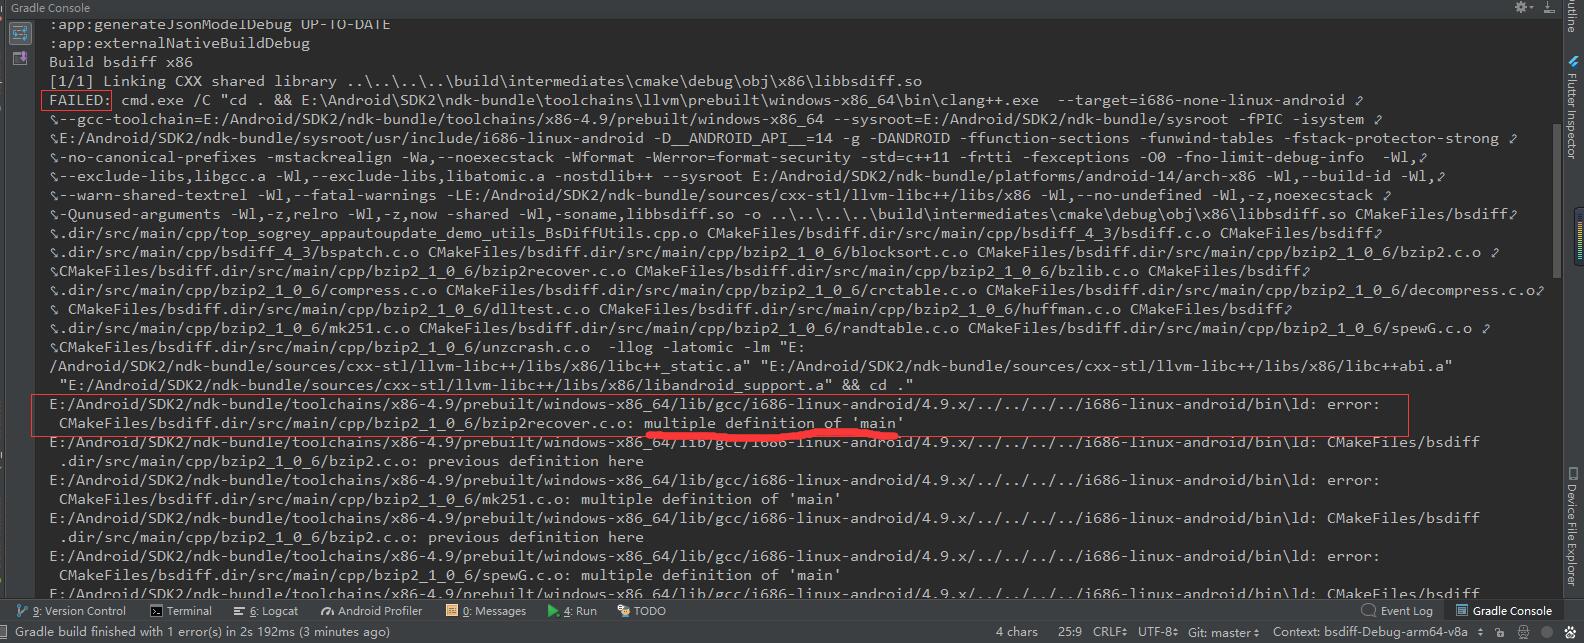 Gradle Console
:app:generateJsonModelDebug UP-TO-DATE
:app:externalNativeBuildDebug
Build bsdiff x86
[1/1] Linking CXX shared library ..\..\..\..\build\intermediates\cmake\debug\obj\x86\libbsdiff.so
FAILED: cmd.exe /C "cd . && E:\Android\SDK2\ndk-bundle\toolchains\llvm\prebuilt\windows-x86_64\bin\clang++.exe  --target=i686-none-linux-android
--gcc-toolchain=E:/Android/SDK2/ndk-bundle/toolchains/x86-4.9/prebuilt/windows-x86_64 --sysroot=E:/Android/SDK2/ndk-bundle/sysroot -fPIC -isystem
E:/Android/SDK2/ndk-bundle/sysroot/usr/include/i686-linux-android -D__ANDROID_API__=14 -g -DANDROID -ffunction-sections -funwind-tables -fstack-protector-strong
-no-canonical-prefixes -mstackrealign -Wa,--noexecstack -Wformat -Werror=format-security -std=c++11 -frtti -fexceptions -O0 -fno-limit-debug-info  -Wl,
--exclude-libs,libgcc.a -Wl,--exclude-libs,libatomic.a -nostdlib++ --sysroot E:/Android/SDK2/ndk-bundle/platforms/android-14/arch-x86 -Wl,--build-id -Wl,
--warn-shared-textrel -Wl,--fatal-warnings -LE:/Android/SDK2/ndk-bundle/sources/cxx-stl/llvm-libc++/libs/x86 -Wl,--no-undefined -Wl,-z,noexecstack
-Qunused-arguments -Wl,-z,relro -Wl,-z,now -shared -Wl,-soname,libbsdiff.so -o ..\..\..\..\build\intermediates\cmake\debug\obj\x86\libbsdiff.so CMakeFiles/bsdiff
.dir/src/main/cpp/top_sogrey_appautoupdate_demo_utils_BsDiffUtils.cpp.o CMakeFiles/bsdiff.dir/src/main/cpp/bsdiff_4_3/bsdiff.c.o CMakeFiles/bsdiff
.dir/src/main/cpp/bsdiff_4_3/bspatch.c.o CMakeFiles/bsdiff.dir/src/main/cpp/bzip2_1_0_6/blocksort.c.o CMakeFiles/bsdiff.dir/src/main/cpp/bzip2_1_0_6/bzip2.c.o
CMakeFiles/bsdiff.dir/src/main/cpp/bzip2_1_0_6/bzip2recover.c.o CMakeFiles/bsdiff.dir/src/main/cpp/bzip2_1_0_6/bzlib.c.o CMakeFiles/bsdiff
.dir/src/main/cpp/bzip2_1_0_6/compress.c.o CMakeFiles/bsdiff.dir/src/main/cpp/bzip2_1_0_6/crctable.c.o CMakeFiles/bsdiff.dir/src/main/cpp/bzip2_1_0_6/decompress.c.o
CMakeFiles/bsdiff.dir/src/main/cpp/bzip2_1_0_6/dlltest.c.o CMakeFiles/bsdiff.dir/src/main/cpp/bzip2_1_0_6/huffman.c.o CMakeFiles/bsdiff
.dir/src/main/cpp/bzip2_1_0_6/mk251.c.o CMakeFiles/bsdiff.dir/src/main/cpp/bzip2_1_0_6/randtable.c.o CMakeFiles/bsdiff.dir/src/main/cpp/bzip2_1_0_6/spewG.c.o
CMakeFiles/bsdiff.dir/src/main/cpp/bzip2_1_0_6/unzcrash.c.o  -llog -latomic -lm "E:
/Android/SDK2/ndk-bundle/sources/cxx-stl/llvm-libc++/libs/x86/libc++_static.a" "E:/Android/SDK2/ndk-bundle/sources/cxx-stl/llvm-libc++/libs/x86/libc++abi.a"
"E:/Android/SDK2/ndk-bundle/sources/cxx-stl/llvm-libc++/libs/x86/libandroid_support.a" && cd ."
E:/Android/SDK2/ndk-bundle/toolchains/x86-4.9/prebuilt/windows-x86_64/lib/gcc/i686-linux-android/4.9.x/../../../../i686-linux-android/bin\ld: error:
CMakeFiles/bsdiff.dir/src/main/cpp/bzip2_1_0_6/bzip2recover.c.o: multiple definition of 'main'
E:/Android/SDK2/ndk-bundle/toolchains/x86-4.9/prebuilt/windows-x86_64/lib/gcc/i686-linux-android/4.9.x/../../../../i686-linux-android/bin\ld: CMakeFiles/bsdiff
.dir/src/main/cpp/bzip2_1_0_6/bzip2.c.o: previous definition here
E:/Android/SDK2/ndk-bundle/toolchains/x86-4.9/prebuilt/windows-x86_64/lib/gcc/i686-linux-android/4.9.x/../../../../i686-linux-android/bin\ld: error:
CMakeFiles/bsdiff.dir/src/main/cpp/bzip2_1_0_6/mk251.c.o: multiple definition of 'main'
E:/Android/SDK2/ndk-bundle/toolchains/x86-4.9/prebuilt/windows-x86_64/lib/gcc/i686-linux-android/4.9.x/../../../../i686-linux-android/bin\ld: CMakeFiles/bsdiff
.dir/src/main/cpp/bzip2_1_0_6/bzip2.c.o: previous definition here
E:/Android/SDK2/ndk-bundle/toolchains/x86-4.9/prebuilt/windows-x86_64/lib/gcc/i686-linux-android/4.9.x/../../../../i686-linux-android/bin\ld: error:
CMakeFiles/bsdiff.dir/src/main/cpp/bzip2_1_0_6/spewG.c.o: multiple definition of 'main'
E:/Android/SDK2/ndk-bundle/toolchains/x86-4.9/prebuilt/windows-x86_64/lib/gcc/i686-linux-android/4.9.x/../../../../i686-linux-android/bin\ld: CMakeFiles/bsdiff
Flutter Inspector
Device File Explorer
9: Version Control
Terminal
6: Logcat
Android Profiler
0: Messages
4: Run
TODO
Event Log
Gradle Console
Gradle build finished with 1 error(s) in 2s 192ms (3 minutes ago)
4 chars
25:9
CRLF
UTF-8
Git: master
Context: bsdiff-Debug-arm64-v8a